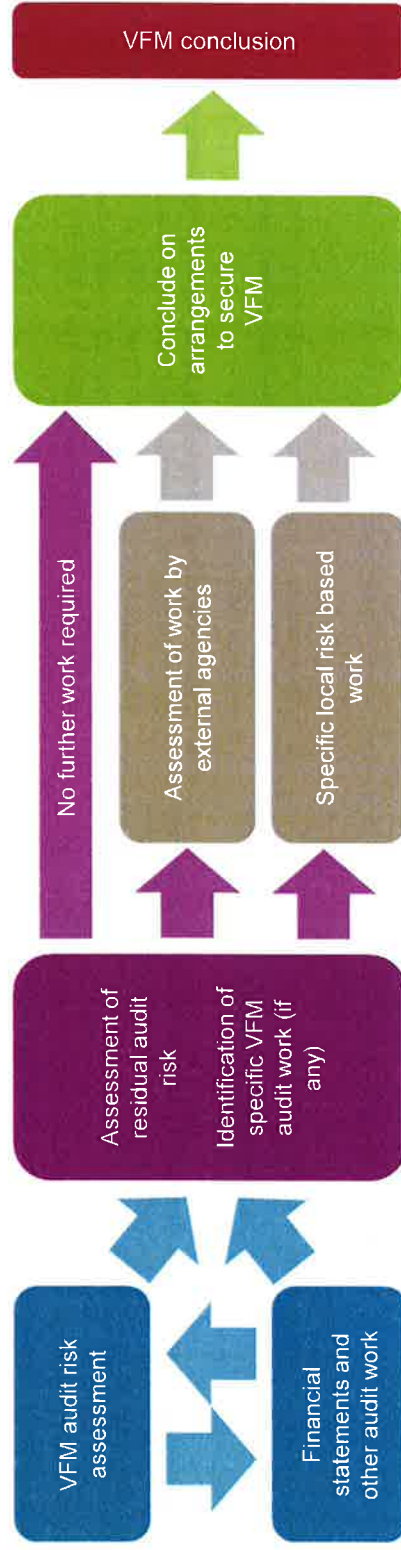 VFM audit risk
assessment
Financial
statements and
other audit work
Assessment of
residual audit
risk
Identification of
specific VFM
audit work (if
any)
No further work required
Assessment of work by
external agencies
Specific local risk based
work
Conclude on
arrangements
to secure
VFM
VFM conclusion